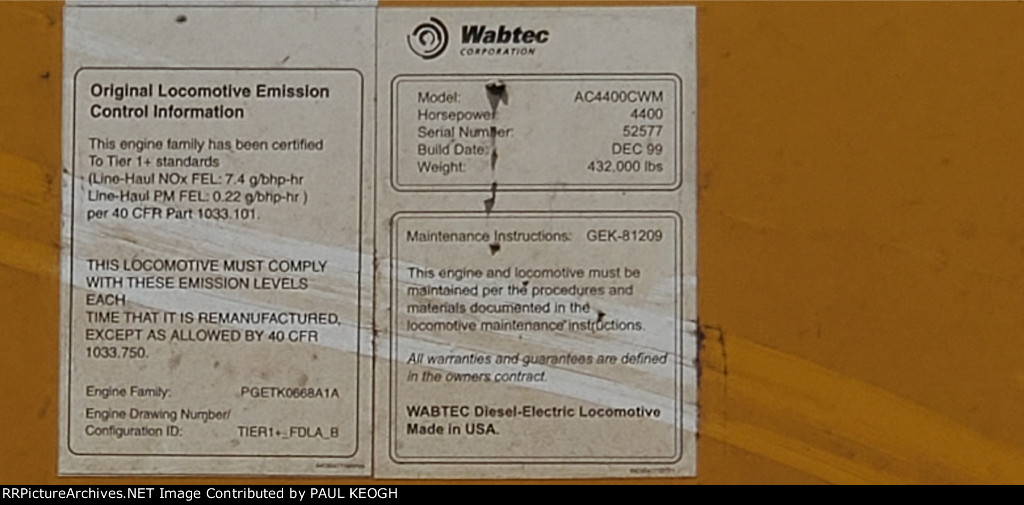 Original Locomotive Emission
Control Information
This engine family has been certified
To Tier 1+ standards
(Line-Haul NOx FEL: 7.4 g/bhp-hr
Line-Haul PM FEL: 0.22 g/bhp-hr )
per 40 CFR Part 1033.101.
THIS LOCOMOTIVE MUST COMPLY
WITH THESE EMISSION LEVELS
EACH
TIME THAT IT IS REMANUFACTURED,
EXCEPT AS ALLOWED BY 40 CFR
1033.750.
Engine Family: PGETK0668A1A
Engine Drawing Number/
Configuration ID: TIER1+_FDLA_B
Wabtec
CORPORATION
Model: AC4400CWM
Horsepower: 4400
Serial Number: 52577
Build Date: DEC 99
Weight: 432,000 lbs
Maintenance Instructions: GEK-81209
This engine and locomotive must be
maintained per the procedures and
materials documented in the
locomotive maintenance instructions.
All warranties and guarantees are defined
in the owners contract.
WABTEC Diesel-Electric Locomotive
Made in USA.
RRPictureArchives.NET Image Contributed by PAUL KEOGH